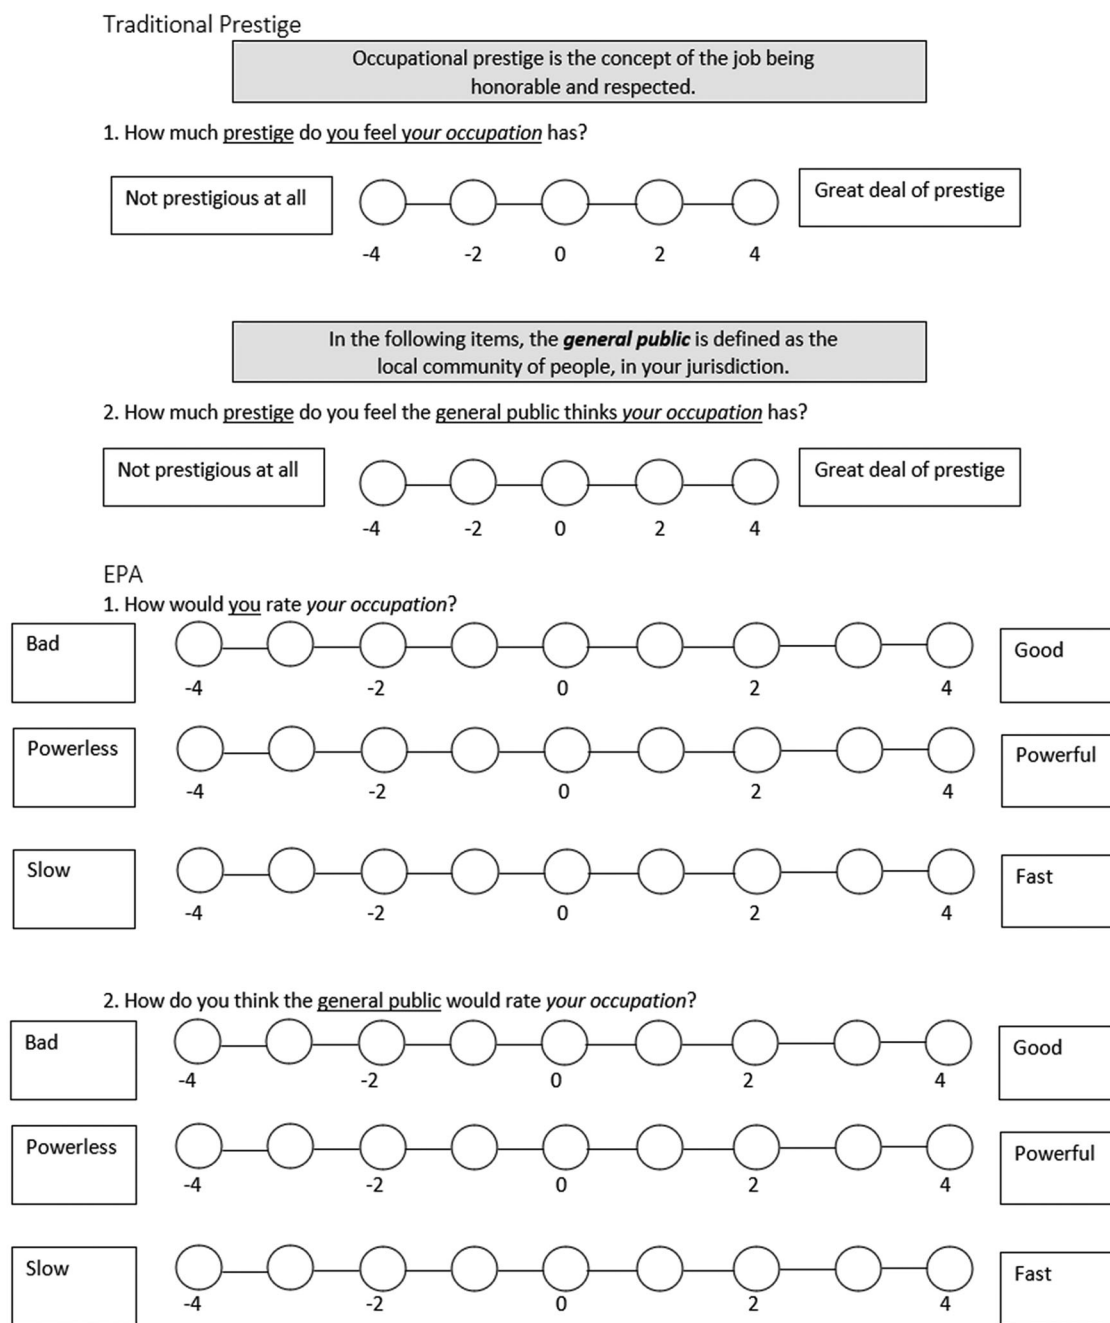 Traditional Prestige
Occupational prestige is the concept of the job being
honorable and respected.
1. How much prestige do you feel your occupation has?
Not prestigious at all
Great deal of prestige
-4 -2 0 2 4
In the following items, the general public is defined as the
local community of people, in your jurisdiction.
2. How much prestige do you feel the general public thinks your occupation has?
Not prestigious at all
Great deal of prestige
-4 -2 0 2 4
EPA
1. How would you rate your occupation?
Bad
Good
-4 -2 0 2 4
Powerless
Powerful
-4 -2 0 2 4
Slow
Fast
-4 -2 0 2 4
2. How do you think the general public would rate your occupation?
Bad
Good
-4 -2 0 2 4
Powerless
Powerful
-4 -2 0 2 4
Slow
Fast
-4 -2 0 2 4